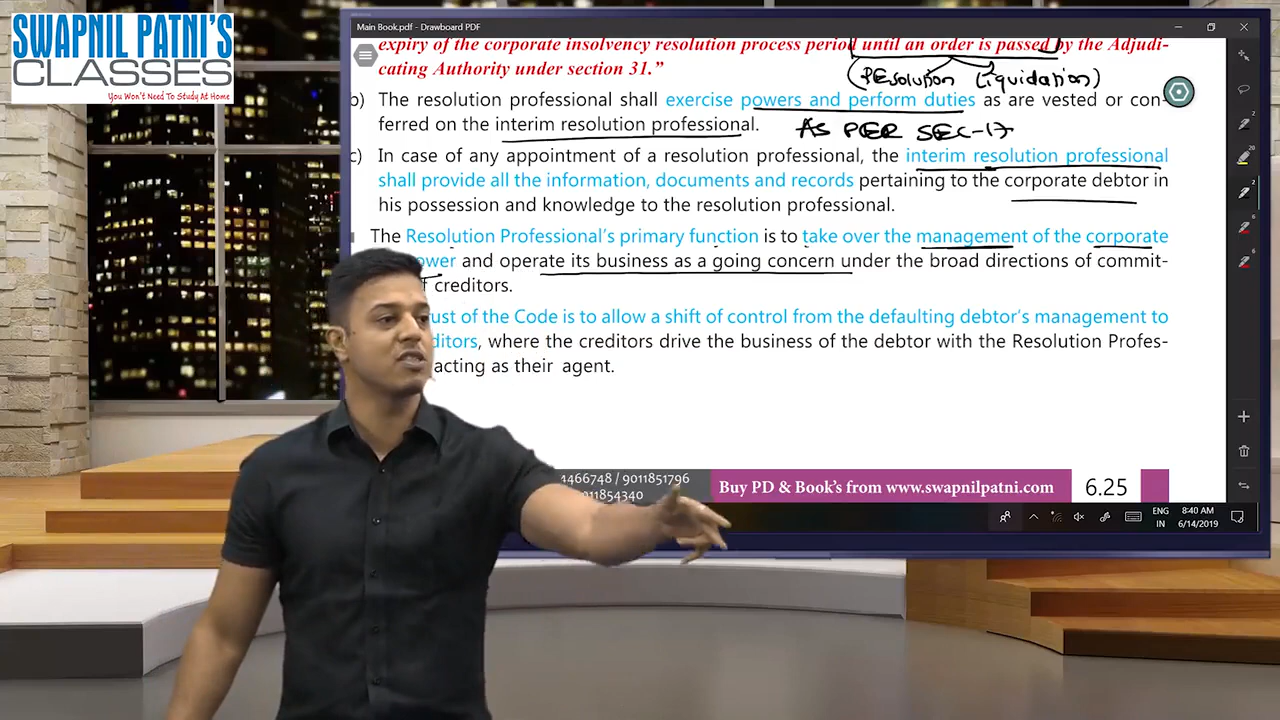 SWAPNIL PATNI'S
CLASSES
You Won't Need To Study At Home
Main Book.pdf - Drawboard PDF
expiry of the corporate insolvency resolution process period until an order is passed by the Adjudi-
cating Authority under section 31.”
(Resolution (Liquidation)
b) The resolution professional shall exercise powers and perform duties as are vested or con-
ferred on the interim resolution professional. AS PER SEC-17
c) In case of any appointment of a resolution professional, the interim resolution professional
shall provide all the information, documents and records pertaining to the corporate debtor in
his possession and knowledge to the resolution professional.
The Resolution Professional's primary function is to take over the management of the corporate
and operate its business as a going concern under the broad directions of commit-
creditors.
of the Code is to allow a shift of control from the defaulting debtor's management to
where the creditors drive the business of the debtor with the Resolution Profes-
acting as their agent.
4466748 / 9011851796
Buy PD & Book's from www.swapnilpatni.com
6.25
ENG
IN
8:40 AM
6/14/2019